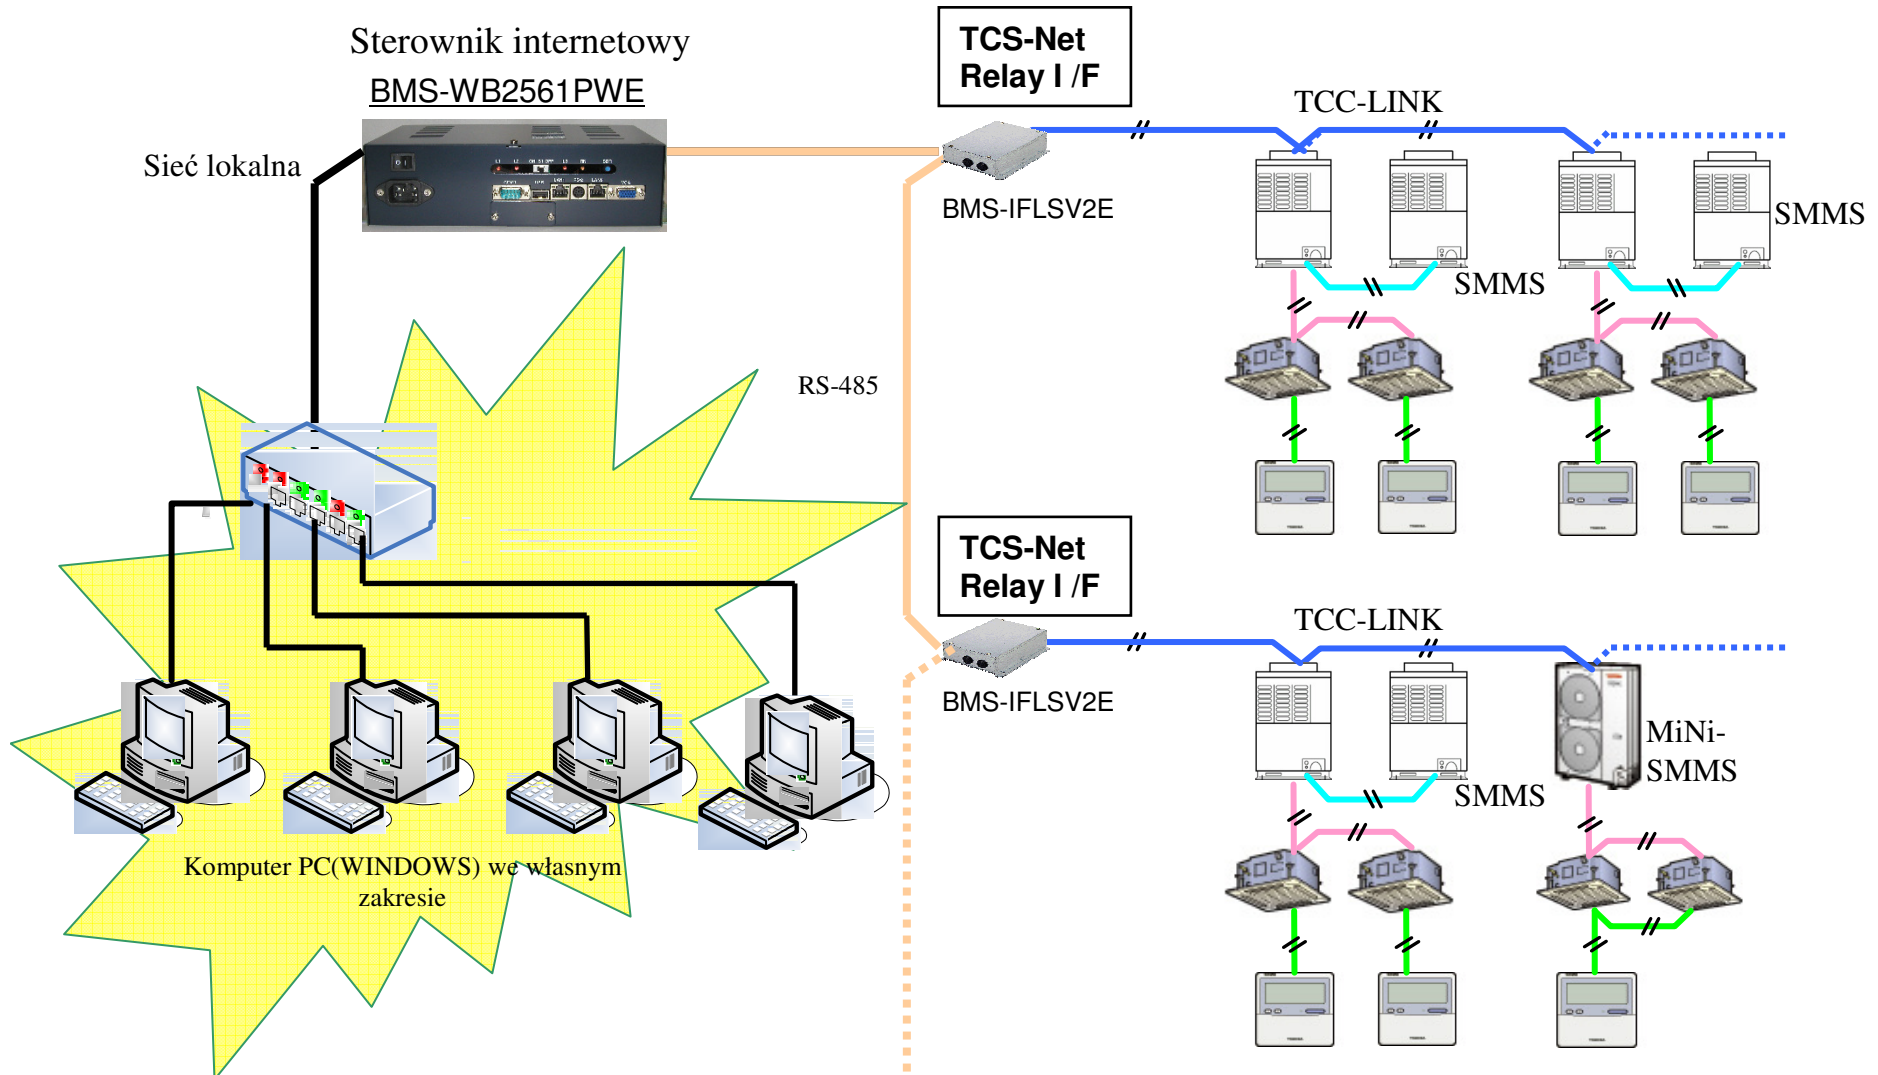 Sterownik internetowy
BMS-WB2561PWE
Sieć lokalna
TCS-Net
Relay I /F
TCC-LINK
BMS-IFLSV2E
SMMS
SMMS
RS-485
TCS-Net
Relay I /F
TCC-LINK
BMS-IFLSV2E
MiNi-
SMMS
SMMS
Komputer PC(WINDOWS) we własnym
zakresie